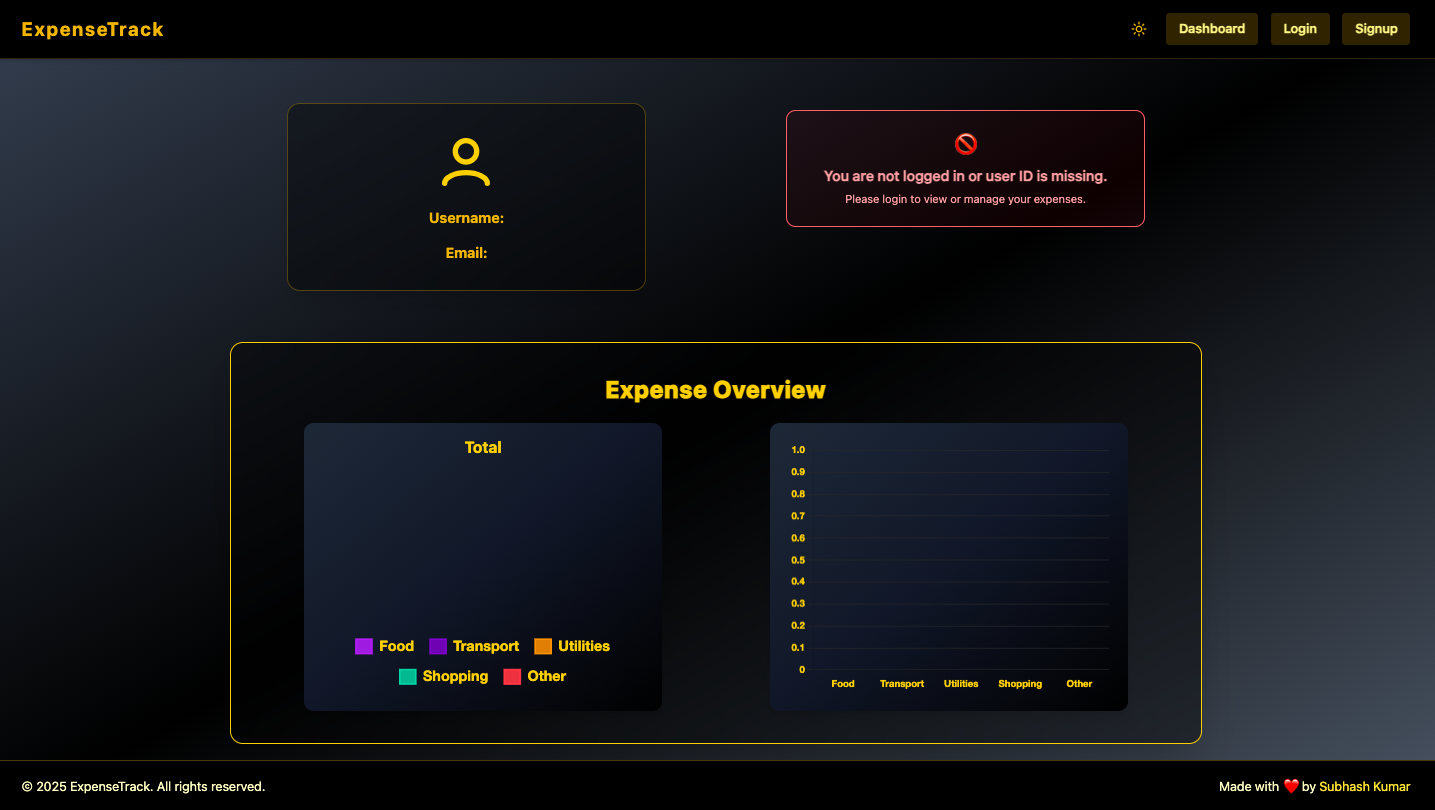 ExpenseTrack
Dashboard
Login
Signup
Username:
Email:
You are not logged in or user ID is missing.
Please login to view or manage your expenses.
Expense Overview
Total
Food
Transport
Utilities
Shopping
Other
1.0
0.9
0.8
0.7
0.6
0.5
0.4
0.3
0.2
0.1
0
Food
Transport
Utilities
Shopping
Other
© 2025 ExpenseTrack. All rights reserved.
Made with ❤️ by Subhash Kumar